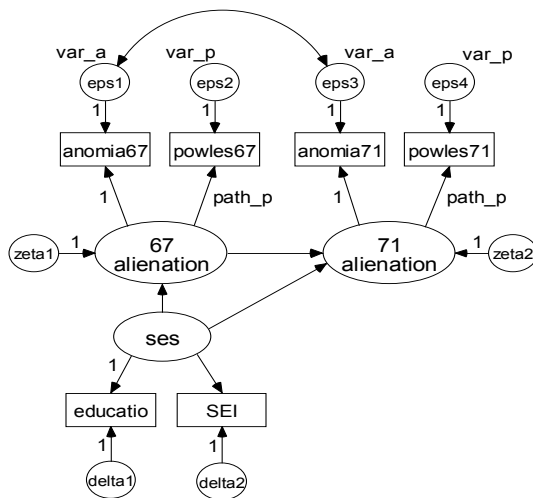 var_a var_p var_a var_p
eps1 eps2 eps3 eps4
1 1 1 1
anomia67 powles67 anomia71 powles71
1 path_p 1 path_p
zeta1 1 67 alienation 71 alienation 1 zeta2
ses
1
educatio SEI
1 1
delta1 delta2